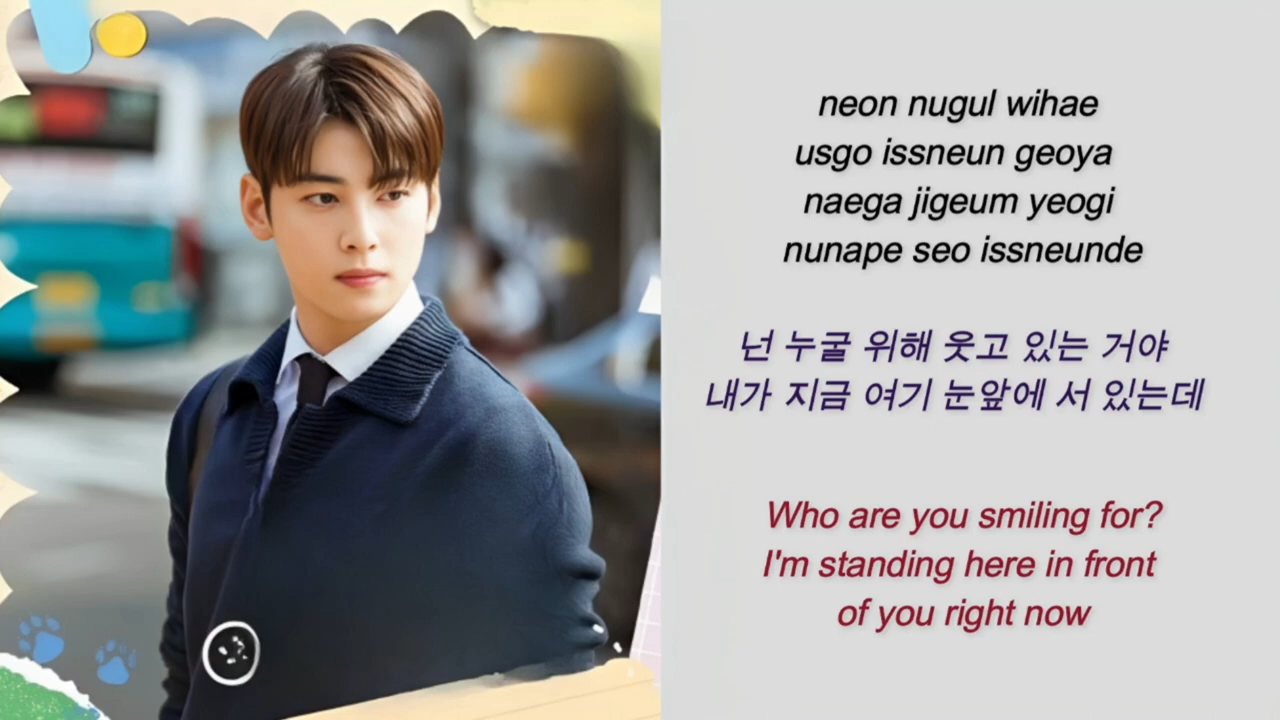 neon nugul wihae
usgo issneun geoya
naega jigeum yeogi
nunape seo issneunde
넌 누굴 위해 웃고 있는 거야
내가 지금 여기 눈앞에 서 있는데
Who are you smiling for?
I'm standing here in front
of you right now